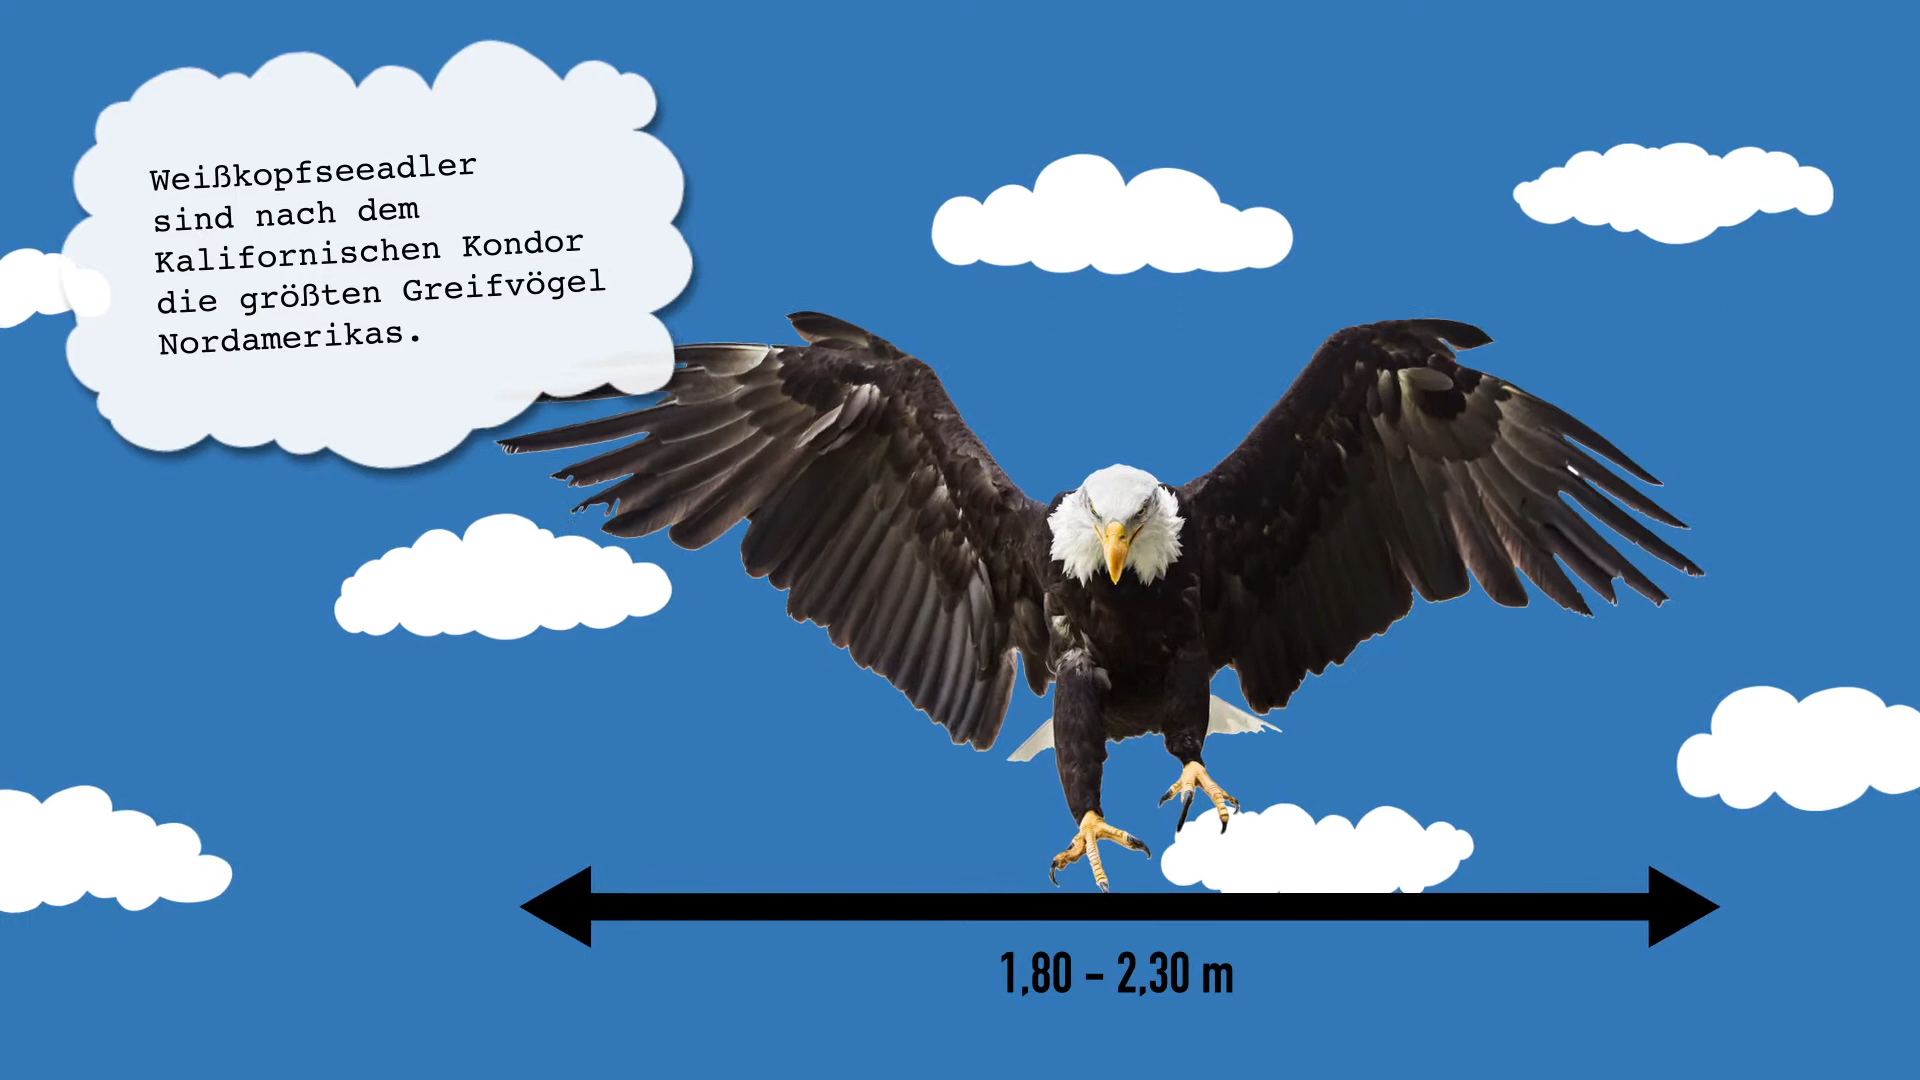 Weißkopfseeadler
sind nach dem
Kalifornischen Kondor
die größten Greifvögel
Nordamerikas.
1,80 – 2,30 m